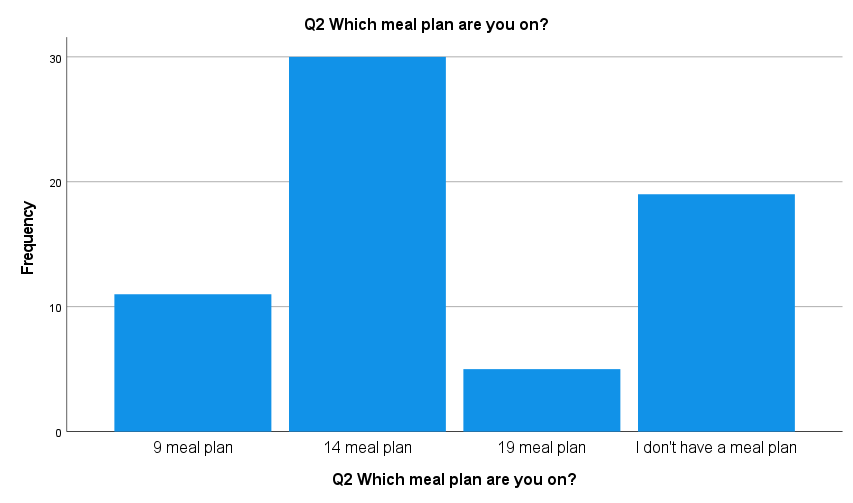 Q2 Which meal plan are you on?
30
20
10
0
Frequency
9 meal plan
14 meal plan
19 meal plan
I don't have a meal plan
Q2 Which meal plan are you on?